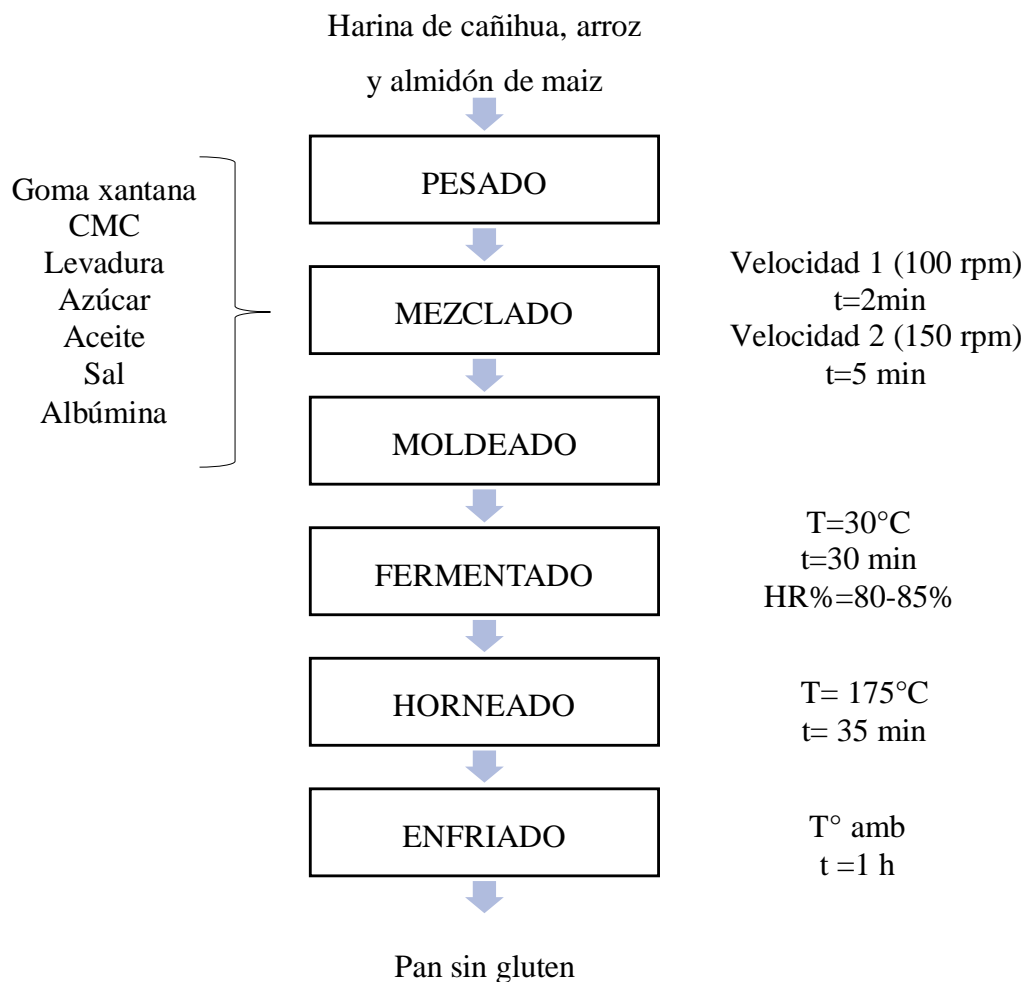 Harina de cañihua, arroz
y almidón de maiz
PESADO
Goma xantana
CMC
Levadura
Azúcar
Aceite
Sal
Albúmina
MEZCLADO
Velocidad 1 (100 rpm)
t=2min
Velocidad 2 (150 rpm)
t=5 min
MOLDEADO
FERMENTADO
T=30°C
t=30 min
HR%=80-85%
HORNEADO
T= 175°C
t= 35 min
ENFRIADO
T° amb
t =1 h
Pan sin gluten